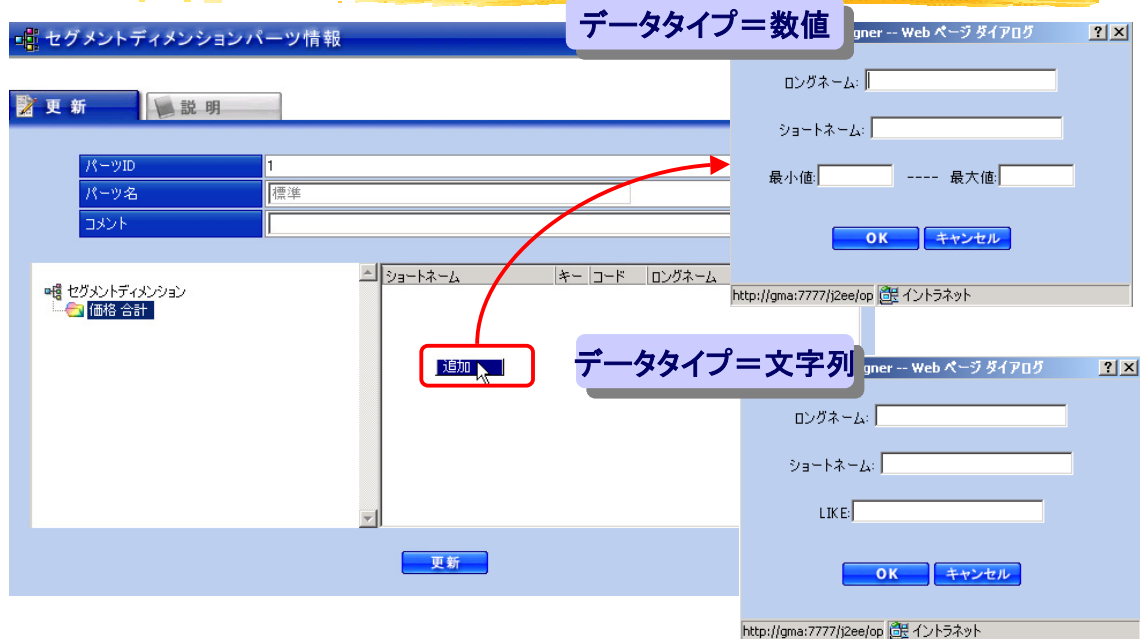 セグメントディメンションパーツ情報
更 新
説 明
パーツID
1
パーツ名
標準
コメント
セグメントディメンション
価格 合計
ショートネーム
キー
コード
ロングネーム
追加
更新
データタイプ＝数値
gner -- Web ページ ダイアログ
ロングネーム:
ショートネーム:
最小値:
---- 最大値:
OK
キャンセル
http://gma:7777/j2ee/op
イントラネット
データタイプ＝文字列
gner -- Web ページ ダイアログ
ロングネーム:
ショートネーム:
LIKE:
OK
キャンセル
http://gma:7777/j2ee/op
イントラネット